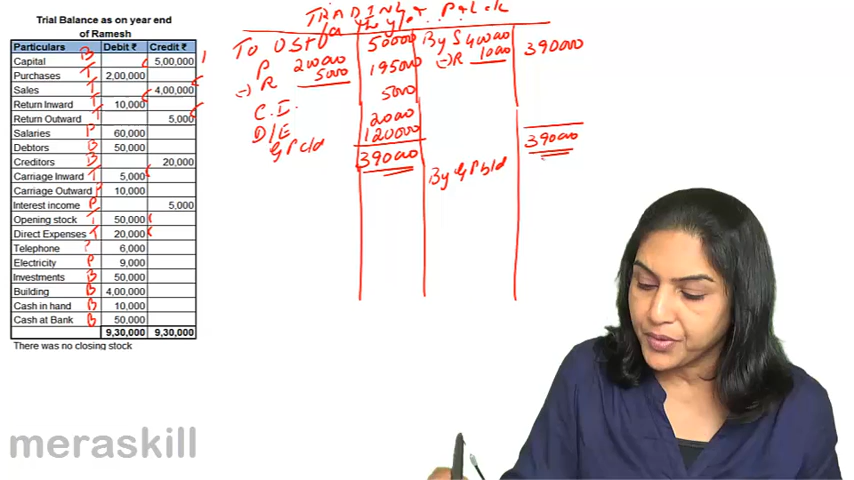 Trial Balance as on year end
of Ramesh
Particulars Debit ₹ Credit ₹
Capital B 5,00,000
Purchases T 2,00,000
Sales T 4,00,000
Return Inward T 10,000
Return Outward T 5,000
Salaries P 60,000
Debtors B 50,000
Creditors B 20,000
Carriage Inward T 5,000
Carriage Outward P 10,000
Interest income P 5,000
Opening stock T 50,000
Direct Expenses T 20,000
Telephone P 6,000
Electricity P 9,000
Investments B 50,000
Building B 4,00,000
Cash in hand B 10,000
Cash at Bank B 50,000
9,30,000 9,30,000
There was no closing stock
TRADING
To O St 50000 By S 400000
(-) R 1000 390000
P 200000
(-) R 5000 195000
C.I. 5000
D/E 2000
G P c/d 120000
390000 390000
By G P b/d
meraskill